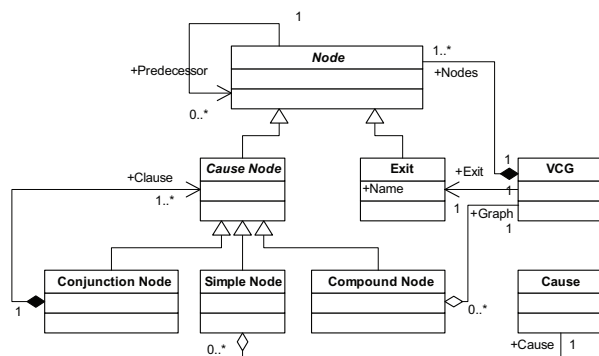 1
Node
1..*
+Predecessor
+Nodes
0..*
Cause Node
Exit
VCG
1
+Clause
+Exit
+Name
1..*
1
1
+Graph
1
Conjunction Node
Simple Node
Compound Node
Cause
1
0..*
0..*
+Cause
1